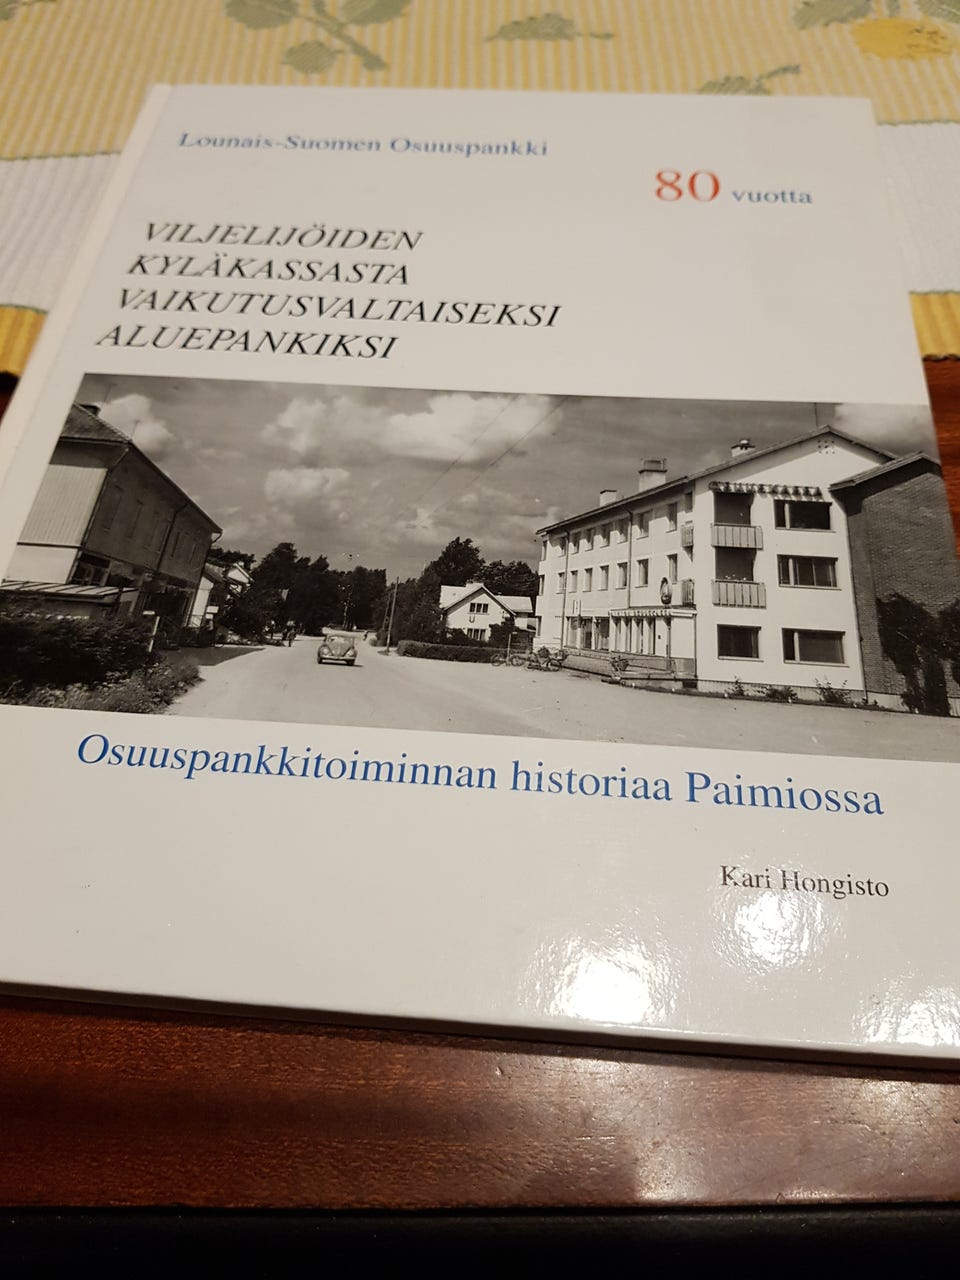 Lounais-Suomen Osuuspankki
80 vuotta
VILJELIJÖIDEN
KYLÄKASSASTA
VAIKUTUSVALTAISEKSI
ALUEPANKIKSI
Osuuspankkitoiminnan historiaa Paimiossa
Kari Hongisto